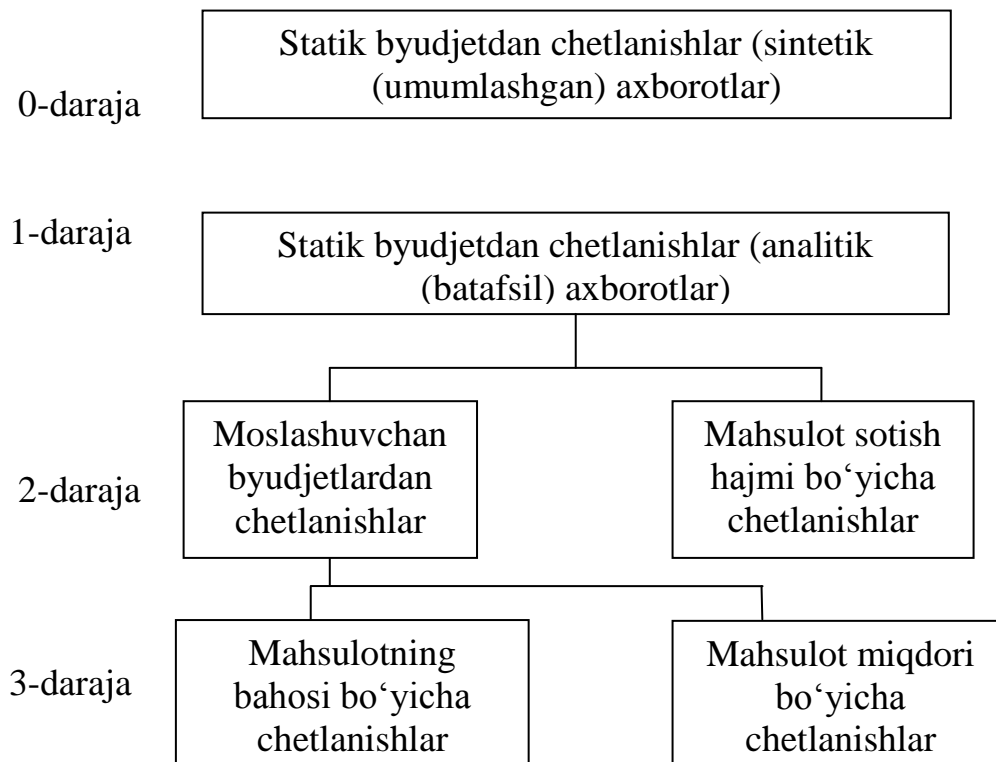 Statik byudjetdan chetlanishlar (sintetik
(umumlashgan) axborotlar)
0-daraja
1-daraja
Statik byudjetdan chetlanishlar (analitik
(batafsil) axborotlar)
2-daraja
Moslashuvchan
byudjetlardan
chetlanishlar
Mahsulot sotish
hajmi bo‘yicha
chetlanishlar
3-daraja
Mahsulotning
bahosi bo‘yicha
chetlanishlar
Mahsulot miqdori
bo‘yicha
chetlanishlar